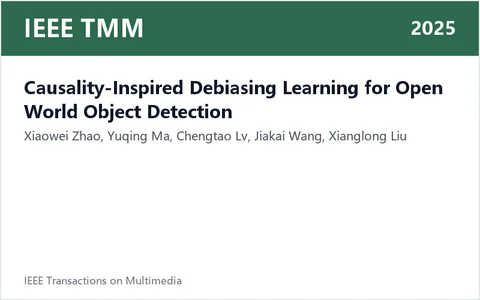 IEEE TMM
2025
Causality-Inspired Debiasing Learning for Open
World Object Detection
Xiaowei Zhao, Yuqing Ma, Chengtao Lv, Jiakai Wang, Xianglong Liu
IEEE Transactions on Multimedia